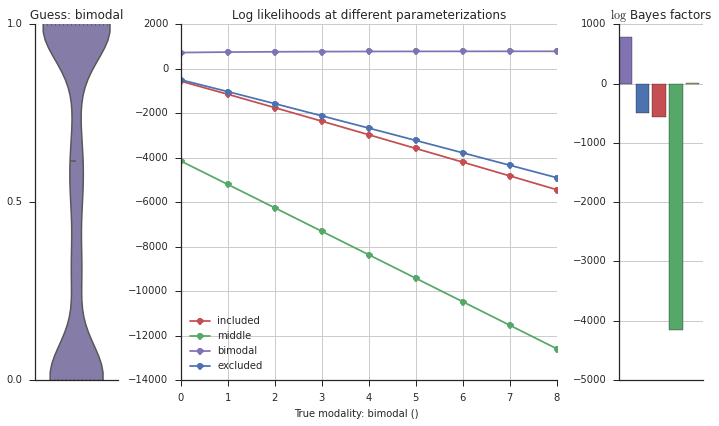 Guess: bimodal
1.0
0.5
0.0
Log likelihoods at different parameterizations
2000
0
−2000
−4000
−6000
−8000
−10000
−12000
−14000
included
middle
bimodal
excluded
0 1 2 3 4 5 6 7 8
True modality: bimodal ()
log Bayes factors
1000
0
−1000
−2000
−3000
−4000
−5000